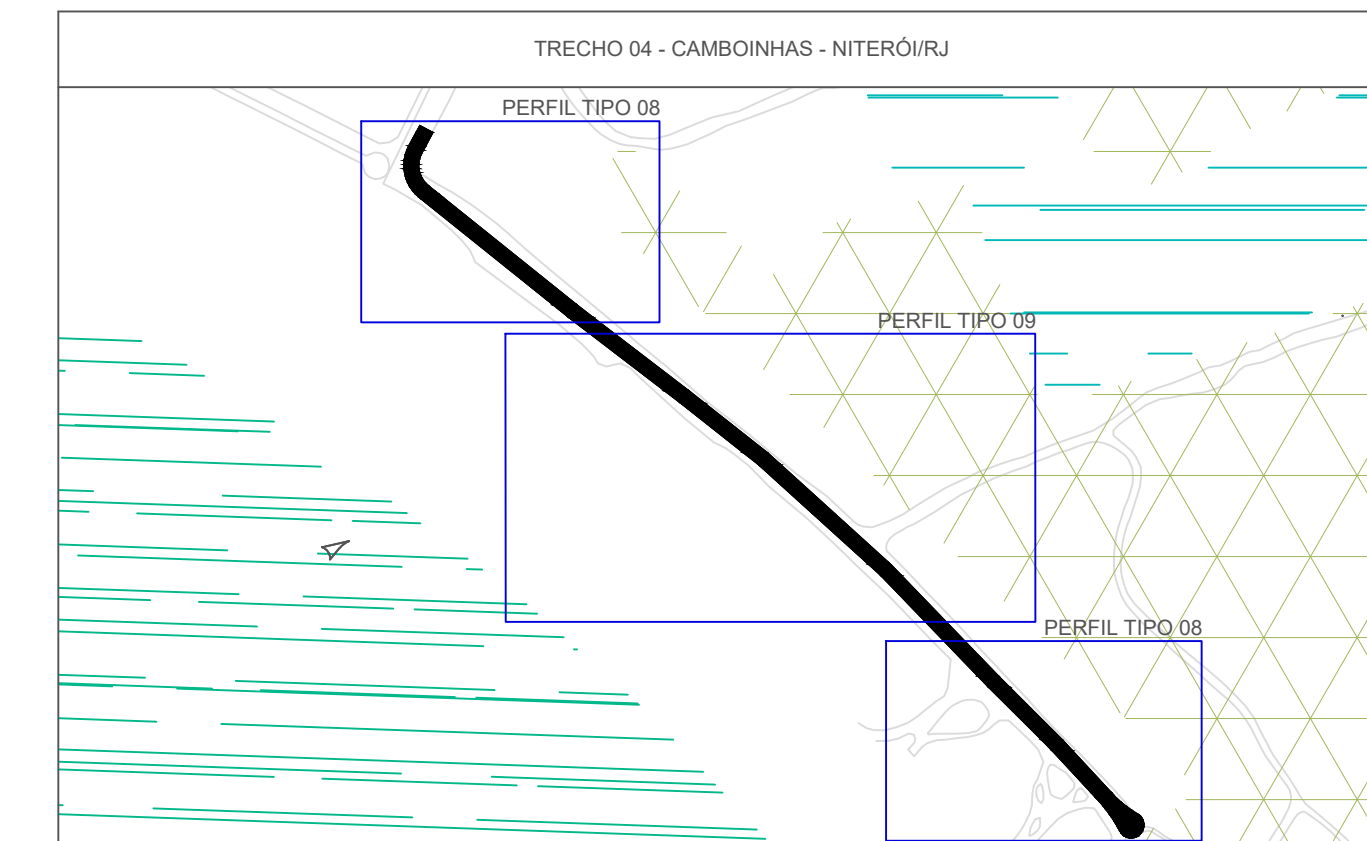 TRECHO 04 - CAMBOINHAS - NITERÓI/RJ
PERFIL TIPO 08
PERFIL TIPO 09
PERFIL TIPO 08